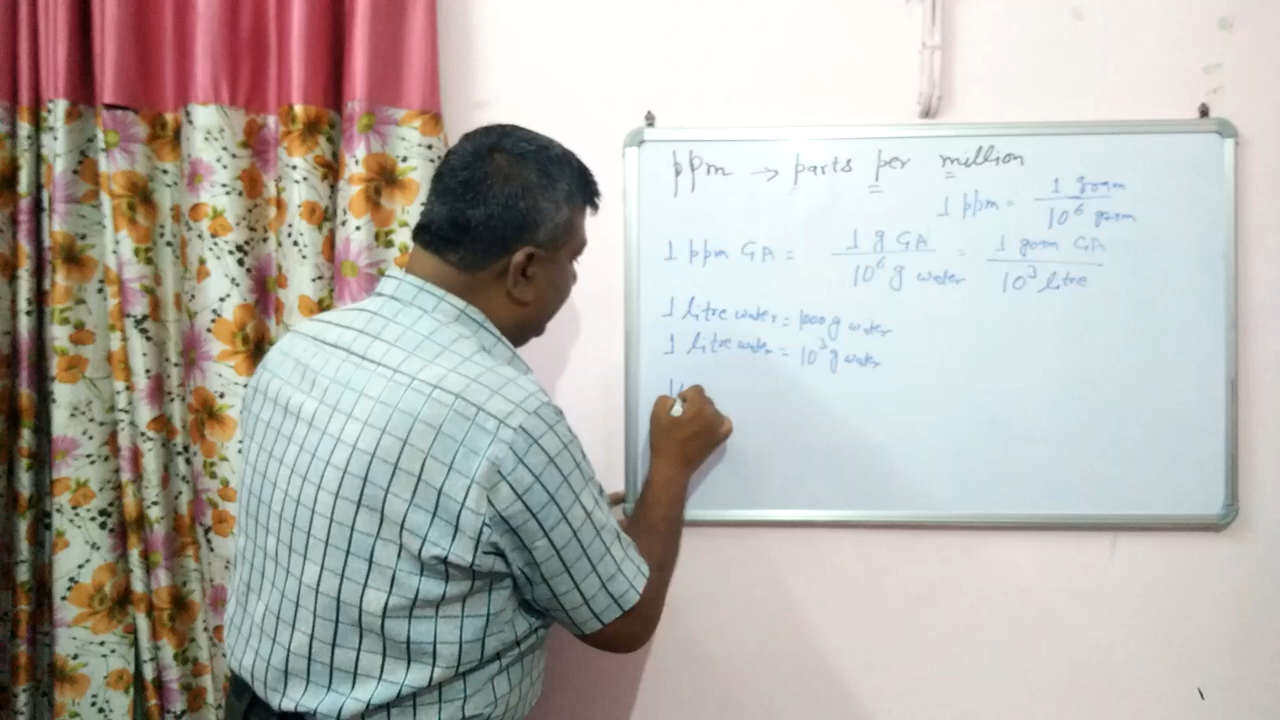 ppm → parts per million
1 ppm = 1 gram / 10⁶ gram
1 ppm GA = 1 g GA / 10⁶ g water = 1 gram GA / 10³ litre
1 litre water = 1000 g water
1 litre water = 10³ g water